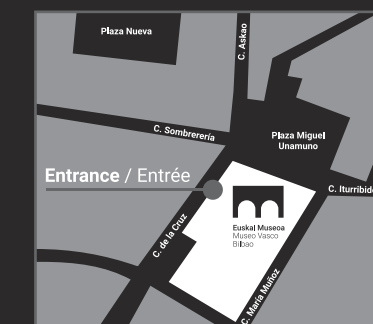 Plaza Nueva
C. Askao
C. Sombrerería
Plaza Miguel
Unamuno
Entrance / Entrée
C. Iturribide
Euskal Museoa
Museo Vasco
Bilbao
C. de la Cruz
C. María Muñoz